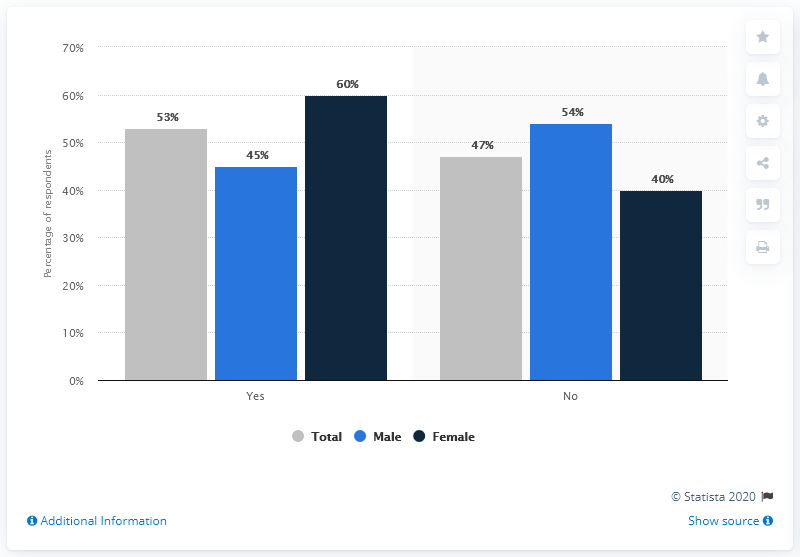 70%
60%
50%
40%
30%
20%
10%
0%
Percentage of respondents
53%
45%
60%
47%
54%
40%
Yes
No
Total
Male
Female
© Statista 2020
Additional Information
Show source